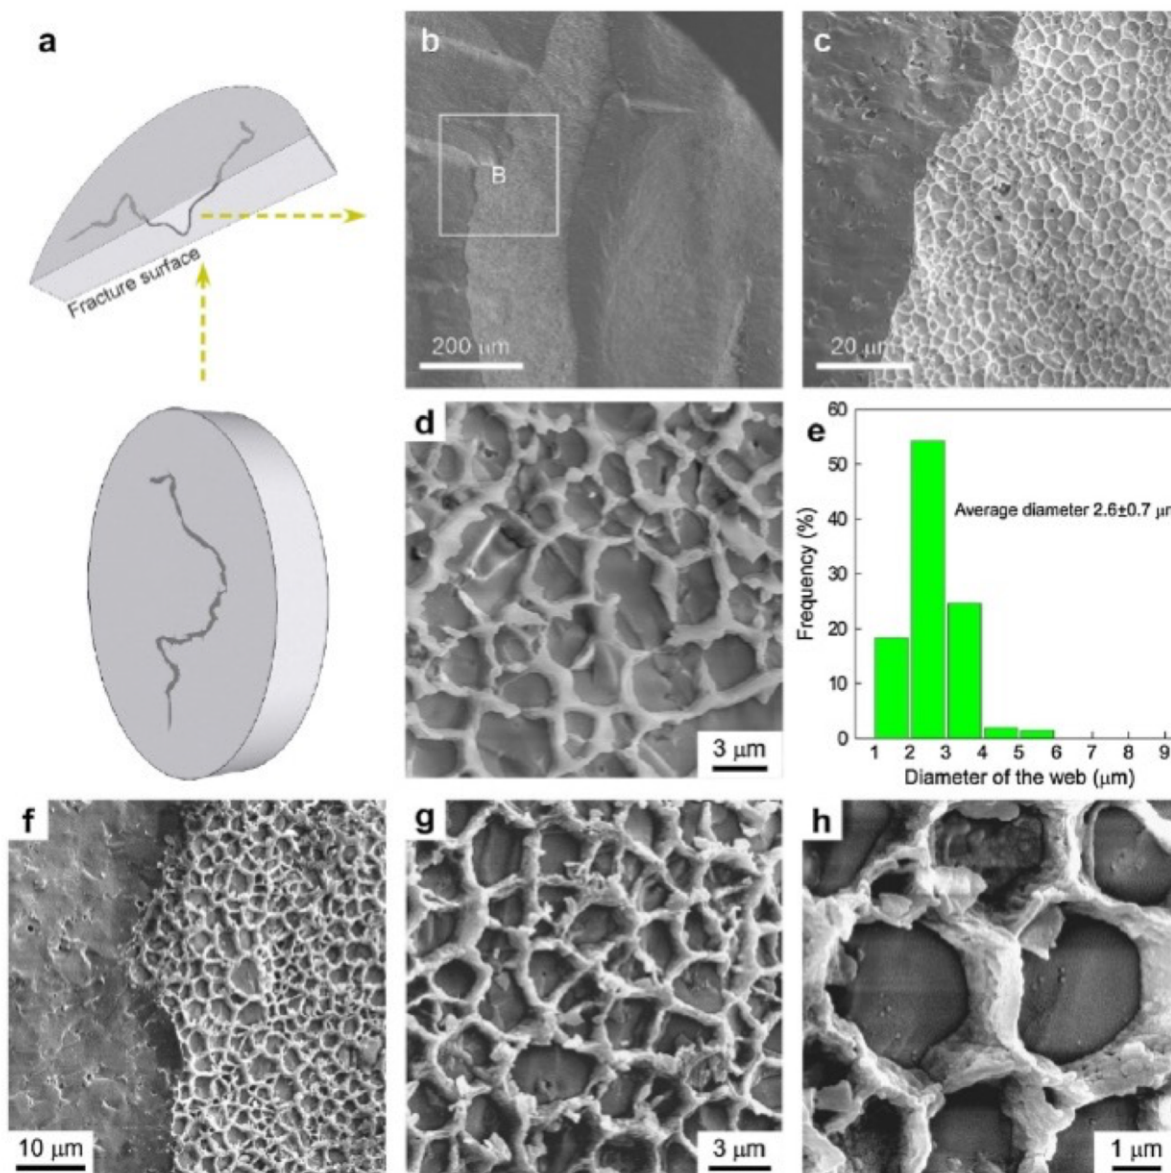 a
Fracture surface
b
B
200 μm
c
20 μm
d
3 μm
e
60
50
40
30
20
10
0
Frequency (%)
Average diameter 2.6±0.7 μm
1 2 3 4 5 6 7 8 9
Diameter of the web (μm)
f
10 μm
g
3 μm
h
1 μm